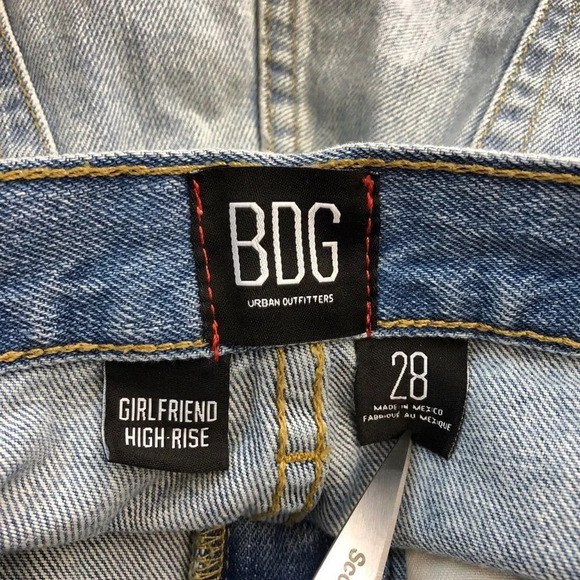 BDG
URBAN OUTFITTERS
GIRLFRIEND
HIGH-RISE
28
MADE IN MEXICO
FABRIQUÉ AU MEXIQUE